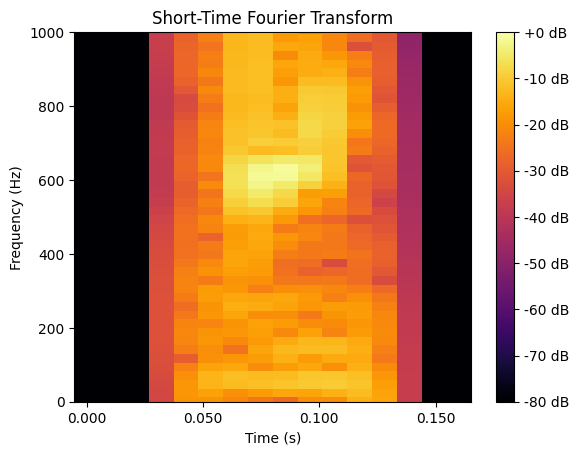 Short-Time Fourier Transform
Frequency (Hz)
1000
800
600
400
200
0
0.000 0.050 0.100 0.150
Time (s)
+0 dB
-10 dB
-20 dB
-30 dB
-40 dB
-50 dB
-60 dB
-70 dB
-80 dB